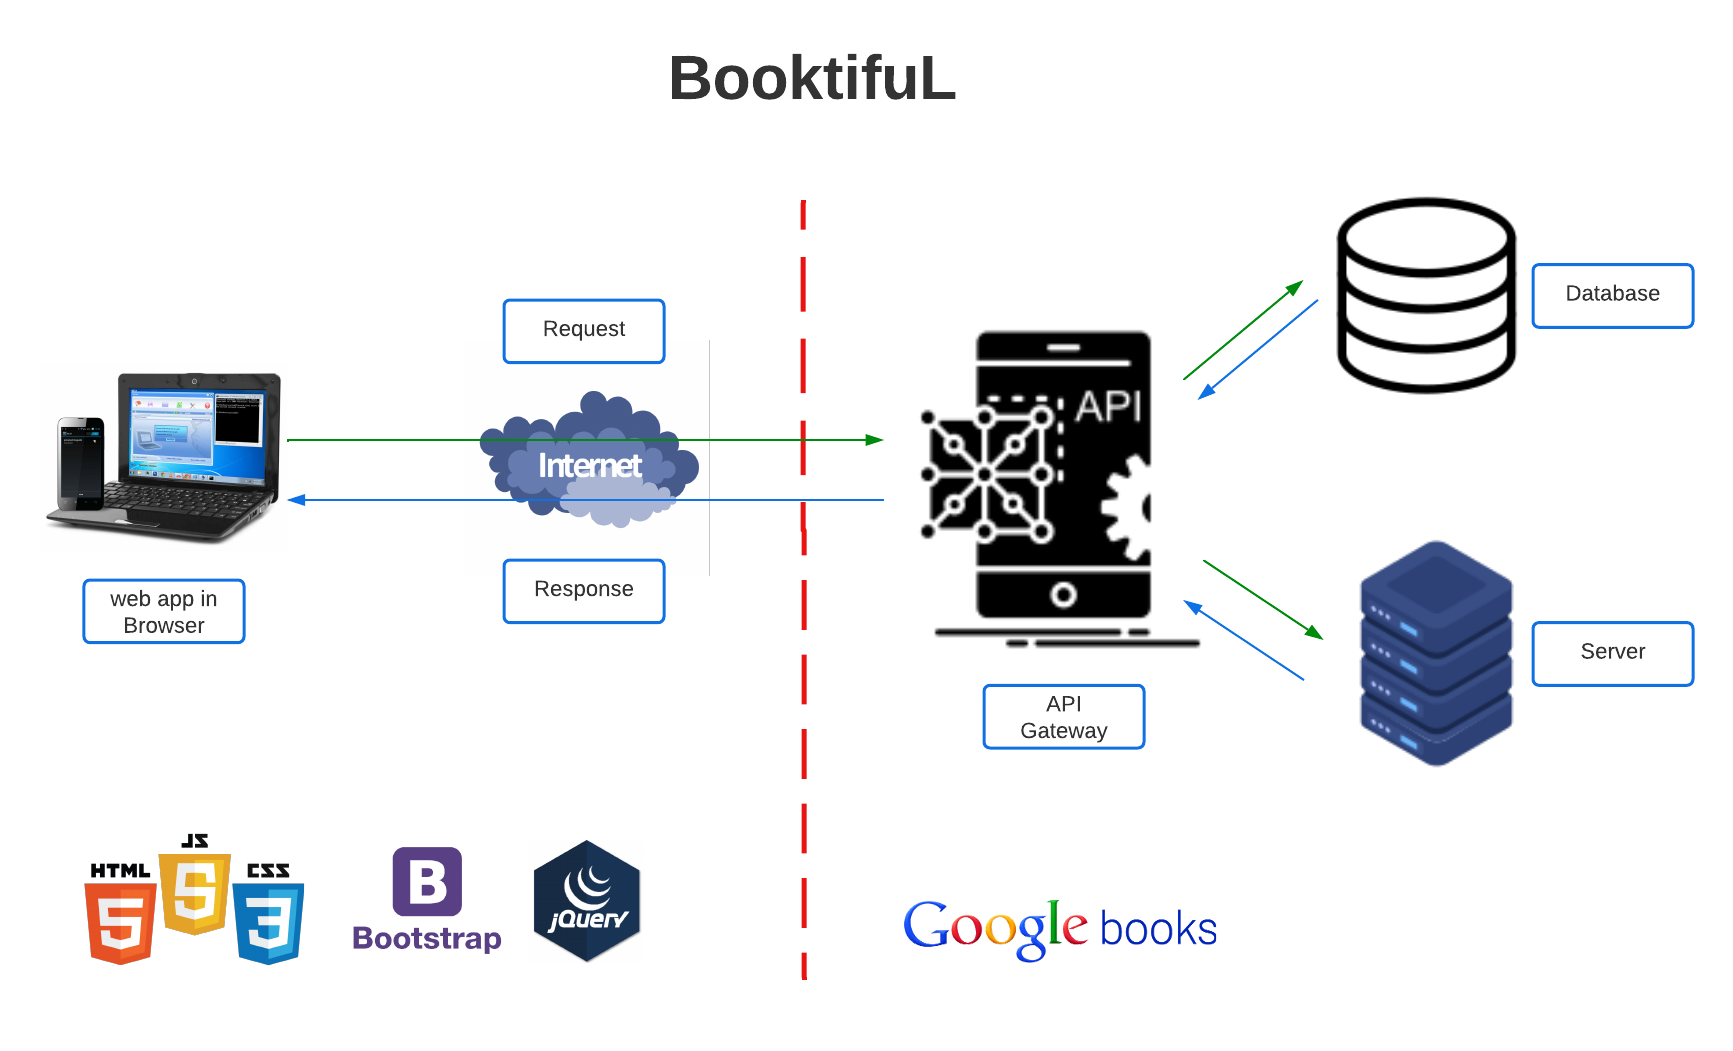 BooktifuL
Request
Database
API
Internet
Response
web app in
Browser
Server
API
Gateway
JS
HTML
CSS
5
5
3
B
Bootstrap
jQuery
Google books